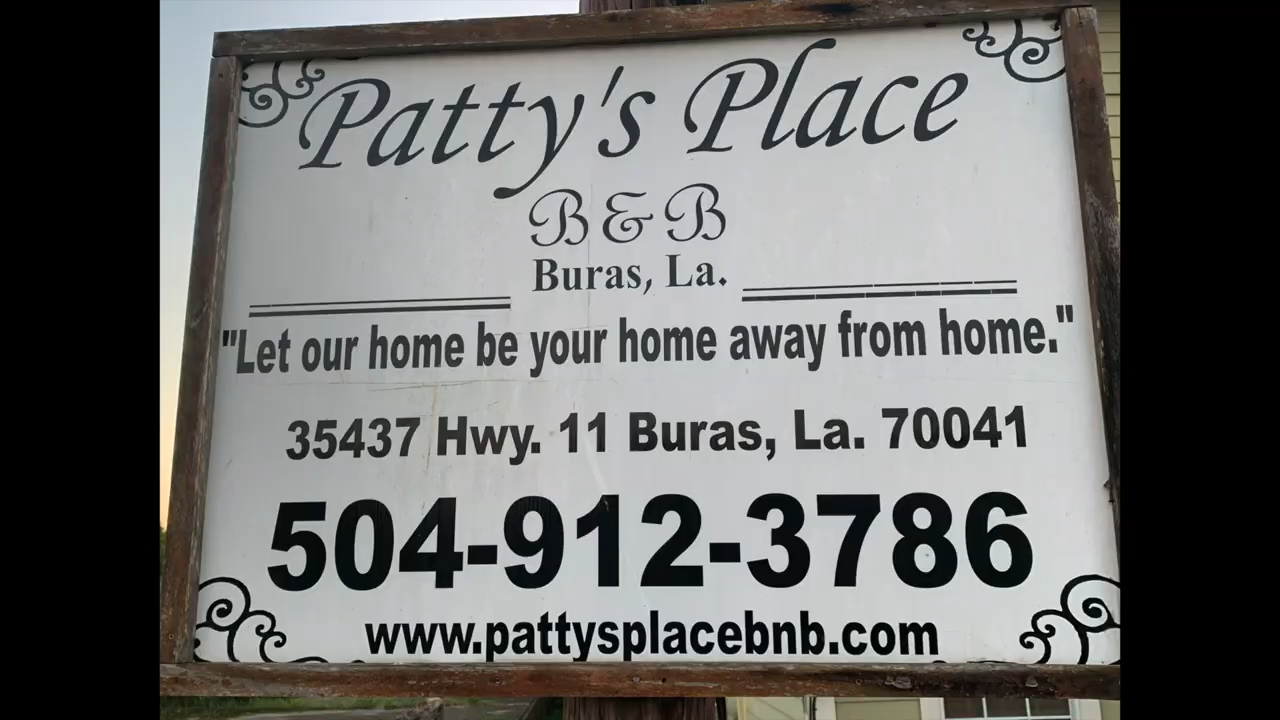 Patty's Place
B & B
Buras, La.
"Let our home be your home away from home."
35437 Hwy. 11 Buras, La. 70041
504-912-3786
www.pattysplacebnb.com